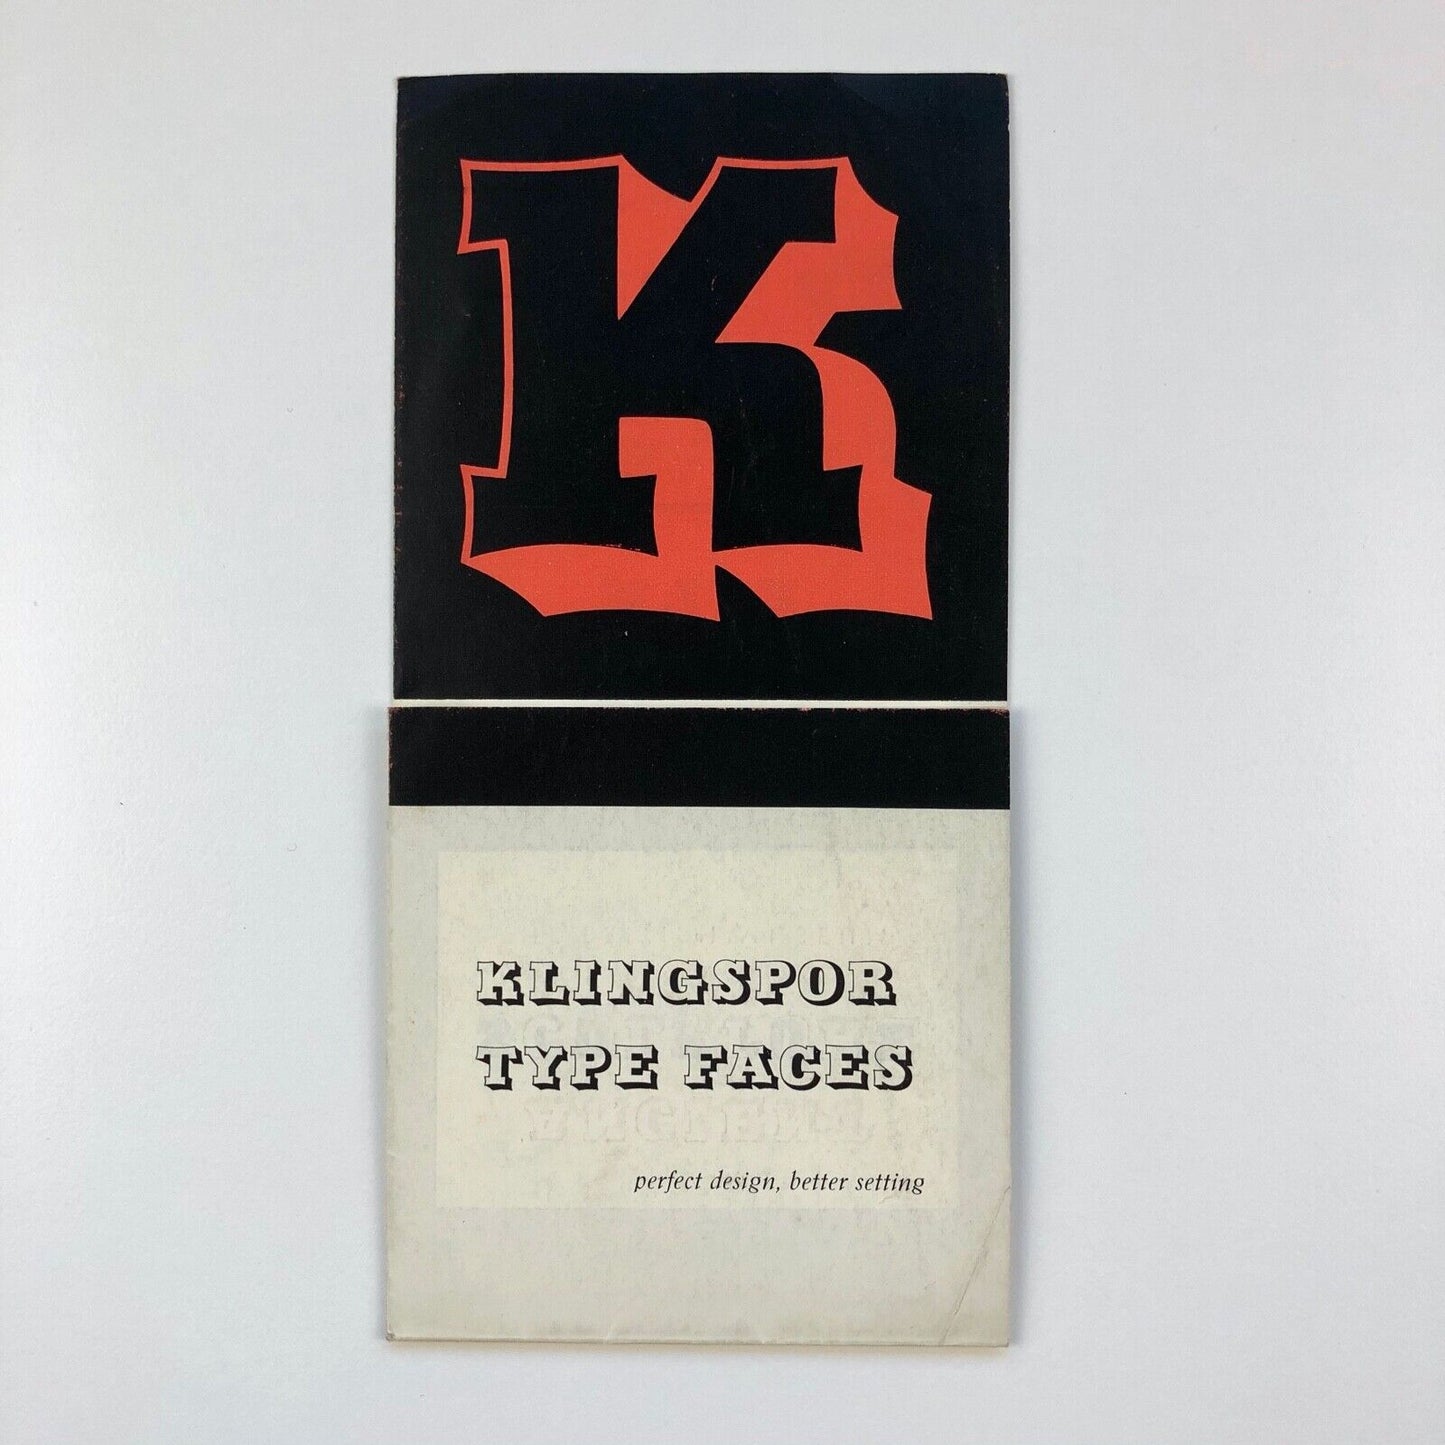 K
KLINGSPOR
TYPE FACES
perfect design, better setting